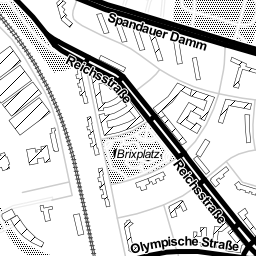 Spandauer Damm
Reichsstraße
Brixplatz
Reichsstraße
Olympische Straße